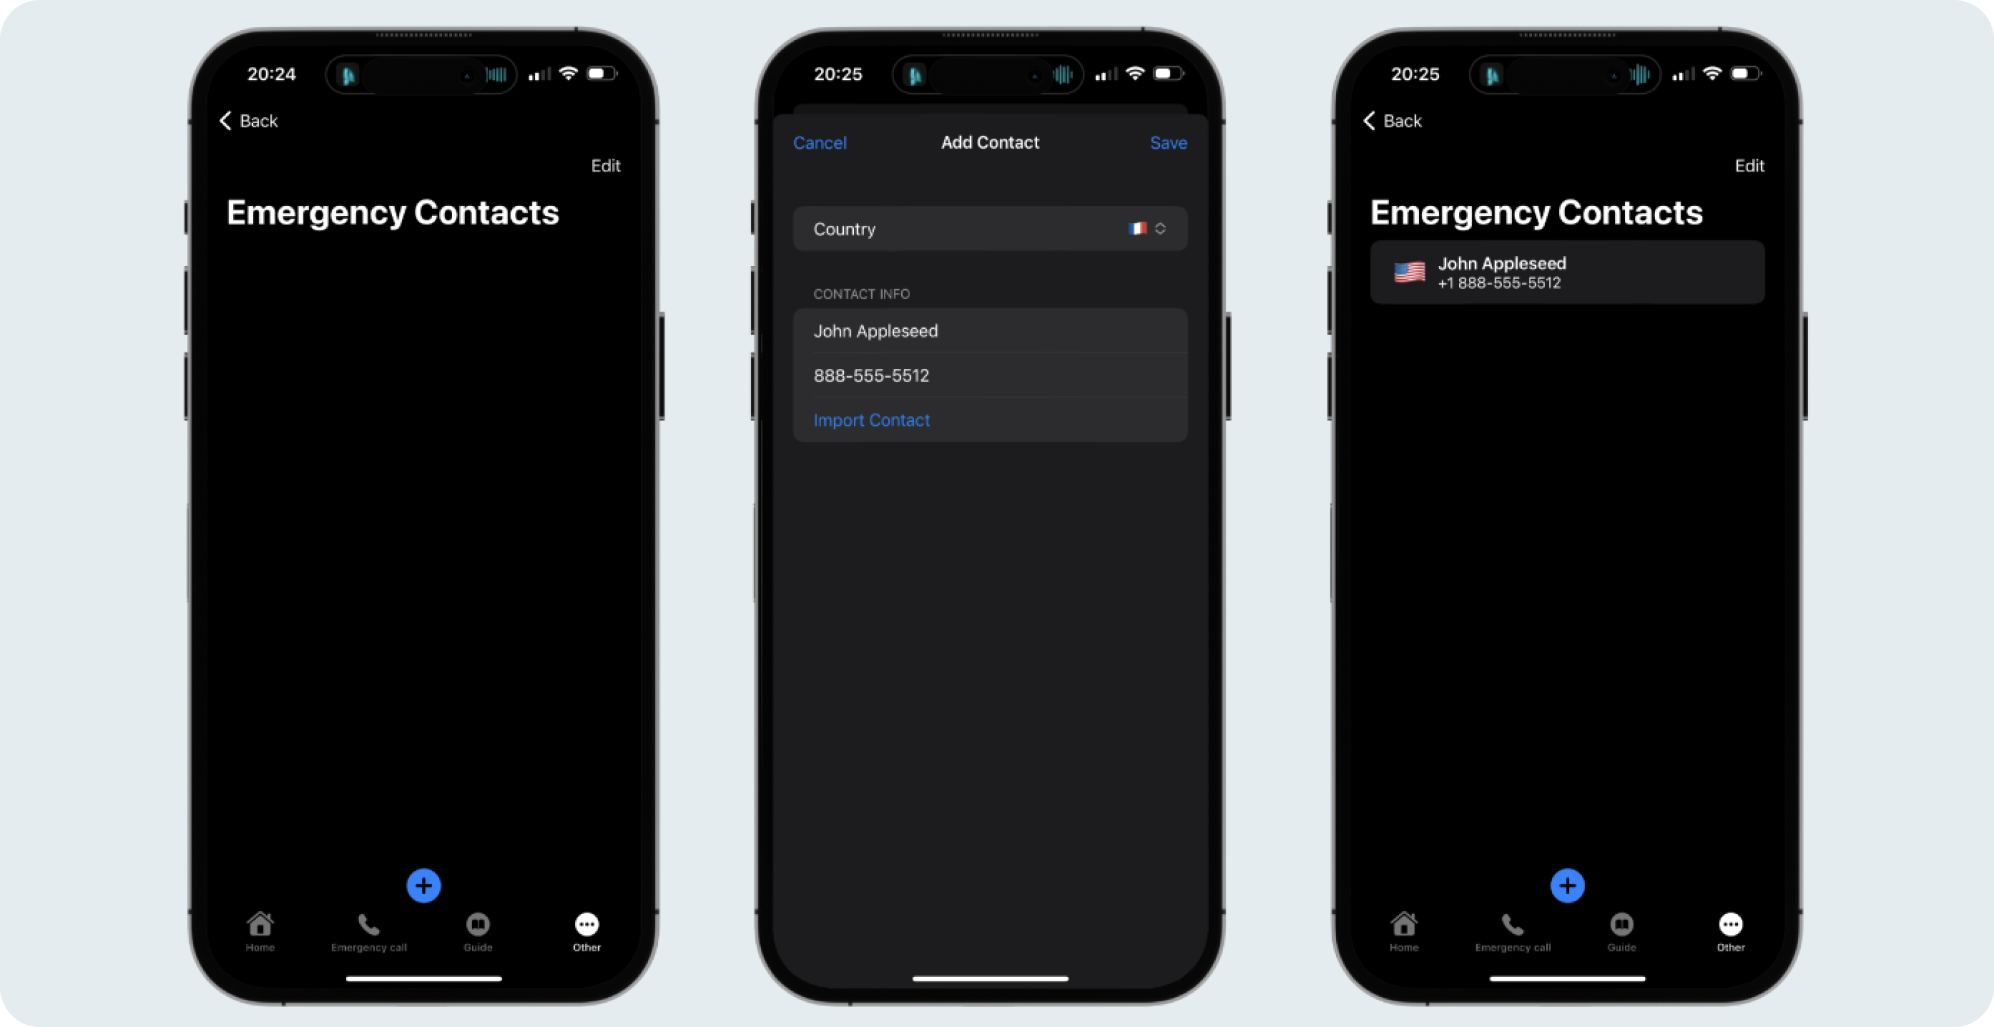 20:24
Back
Edit
Emergency Contacts
Home
Emergency call
Guide
Other
20:25
Cancel
Add Contact
Save
Country
CONTACT INFO
John Appleseed
888-555-5512
Import Contact
20:25
Back
Edit
Emergency Contacts
John Appleseed
+1 888-555-5512
Home
Emergency call
Guide
Other